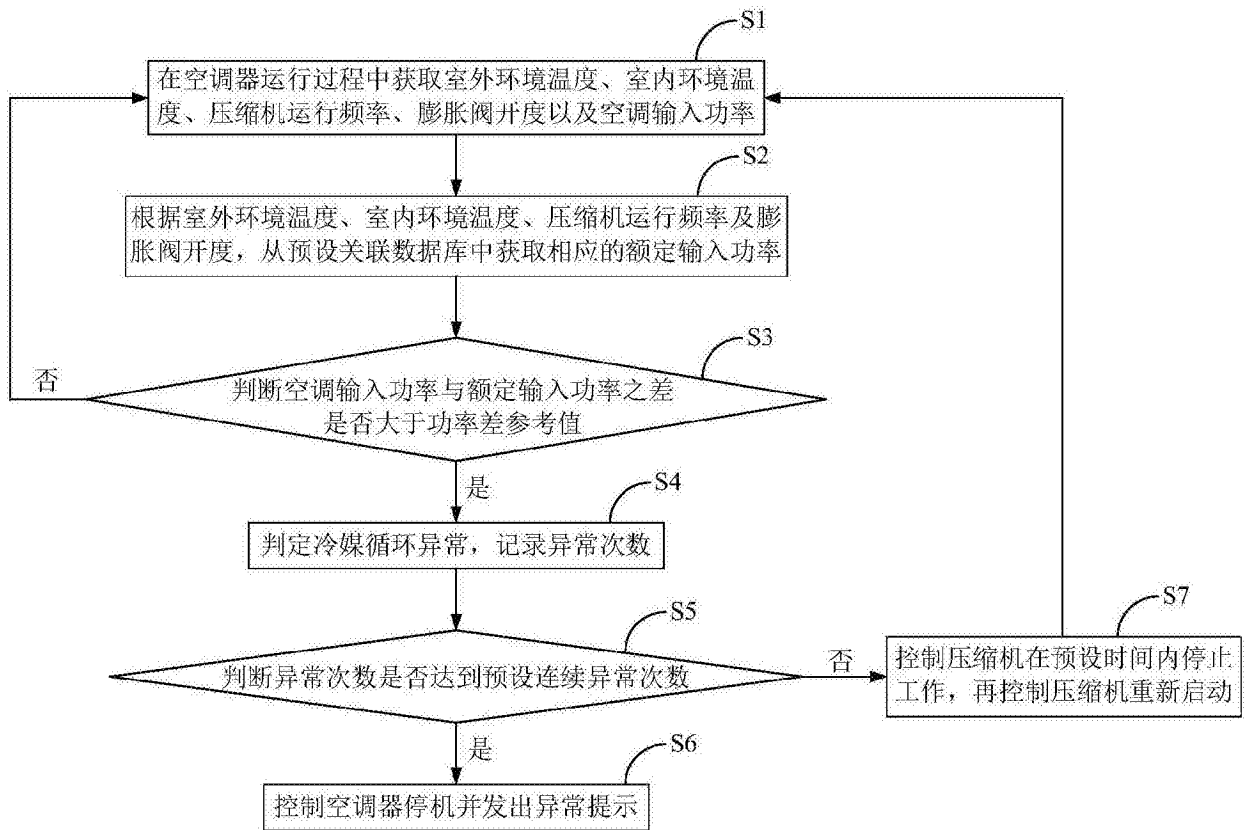 S1
在空调器运行过程中获取室外环境温度、室内环境温
度、压缩机运行频率、膨胀阀开度以及空调输入功率
S2
根据室外环境温度、室内环境温度、压缩机运行频率及膨
胀阀开度，从预设关联数据库中获取相应的额定输入功率
S3
否
判断空调输入功率与额定输入功率之差
是否大于功率差参考值
是
S4
判定冷媒循环异常，记录异常次数
S5
判断异常次数是否达到预设连续异常次数
否
S7
控制压缩机在预设时间内停止
工作，再控制压缩机重新启动
是
S6
控制空调器停机并发出异常提示